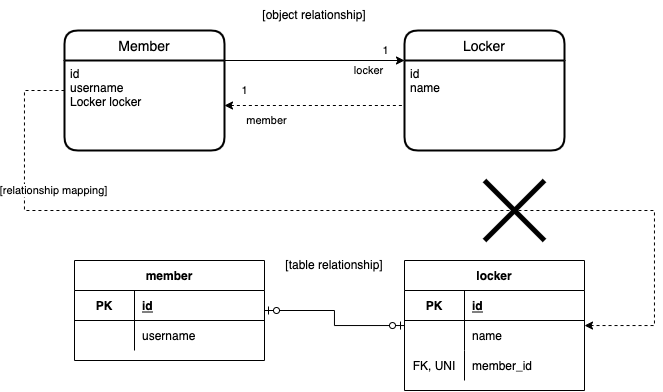 [object relationship]
Member
Locker
1
id
username
Locker locker
locker
id
name
1
member
[relationship mapping]
[table relationship]
member
locker
PK id
PK id
username
name
FK, UNI member_id